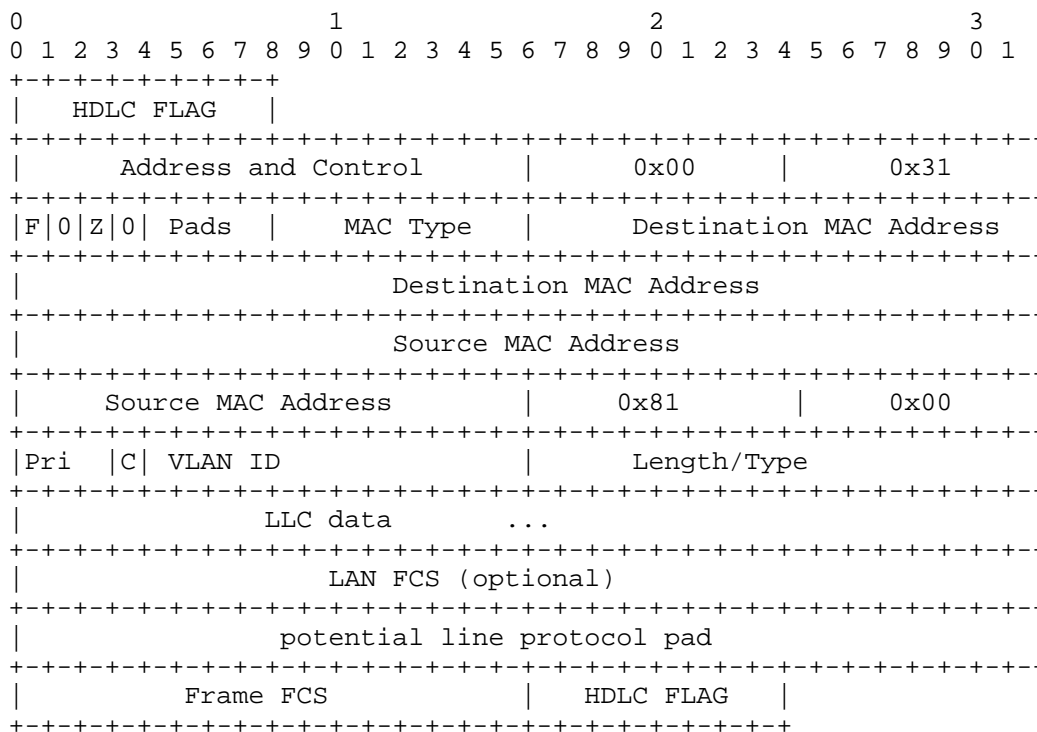 0                   1                   2                   3
0 1 2 3 4 5 6 7 8 9 0 1 2 3 4 5 6 7 8 9 0 1 2 3 4 5 6 7 8 9 0 1
+-+-+-+-+-+-+-+-+
|   HDLC FLAG   |
+-+-+-+-+-+-+-+-+-+-+-+-+-+-+-+-+-+-+-+-+-+-+-+-+-+-+-+-+-+-+-+-
|      Address and Control      |      0x00     |      0x31
+-+-+-+-+-+-+-+-+-+-+-+-+-+-+-+-+-+-+-+-+-+-+-+-+-+-+-+-+-+-+-+-
|F|0|Z|0| Pads  |    MAC Type   |      Destination MAC Address
+-+-+-+-+-+-+-+-+-+-+-+-+-+-+-+-+-+-+-+-+-+-+-+-+-+-+-+-+-+-+-+-
|                       Destination MAC Address
+-+-+-+-+-+-+-+-+-+-+-+-+-+-+-+-+-+-+-+-+-+-+-+-+-+-+-+-+-+-+-+-
|                       Source MAC Address
+-+-+-+-+-+-+-+-+-+-+-+-+-+-+-+-+-+-+-+-+-+-+-+-+-+-+-+-+-+-+-+-
|     Source MAC Address        |     0x81       |     0x00
+-+-+-+-+-+-+-+-+-+-+-+-+-+-+-+-+-+-+-+-+-+-+-+-+-+-+-+-+-+-+-+-
|Pri  |C| VLAN ID               |      Length/Type
+-+-+-+-+-+-+-+-+-+-+-+-+-+-+-+-+-+-+-+-+-+-+-+-+-+-+-+-+-+-+-+-
|               LLC data       ...
+-+-+-+-+-+-+-+-+-+-+-+-+-+-+-+-+-+-+-+-+-+-+-+-+-+-+-+-+-+-+-+-
|                   LAN FCS (optional)
+-+-+-+-+-+-+-+-+-+-+-+-+-+-+-+-+-+-+-+-+-+-+-+-+-+-+-+-+-+-+-+-
|                potential line protocol pad
+-+-+-+-+-+-+-+-+-+-+-+-+-+-+-+-+-+-+-+-+-+-+-+-+-+-+-+-+-+-+-+-
|          Frame FCS            |   HDLC FLAG   |
+-+-+-+-+-+-+-+-+-+-+-+-+-+-+-+-+-+-+-+-+-+-+-+-+